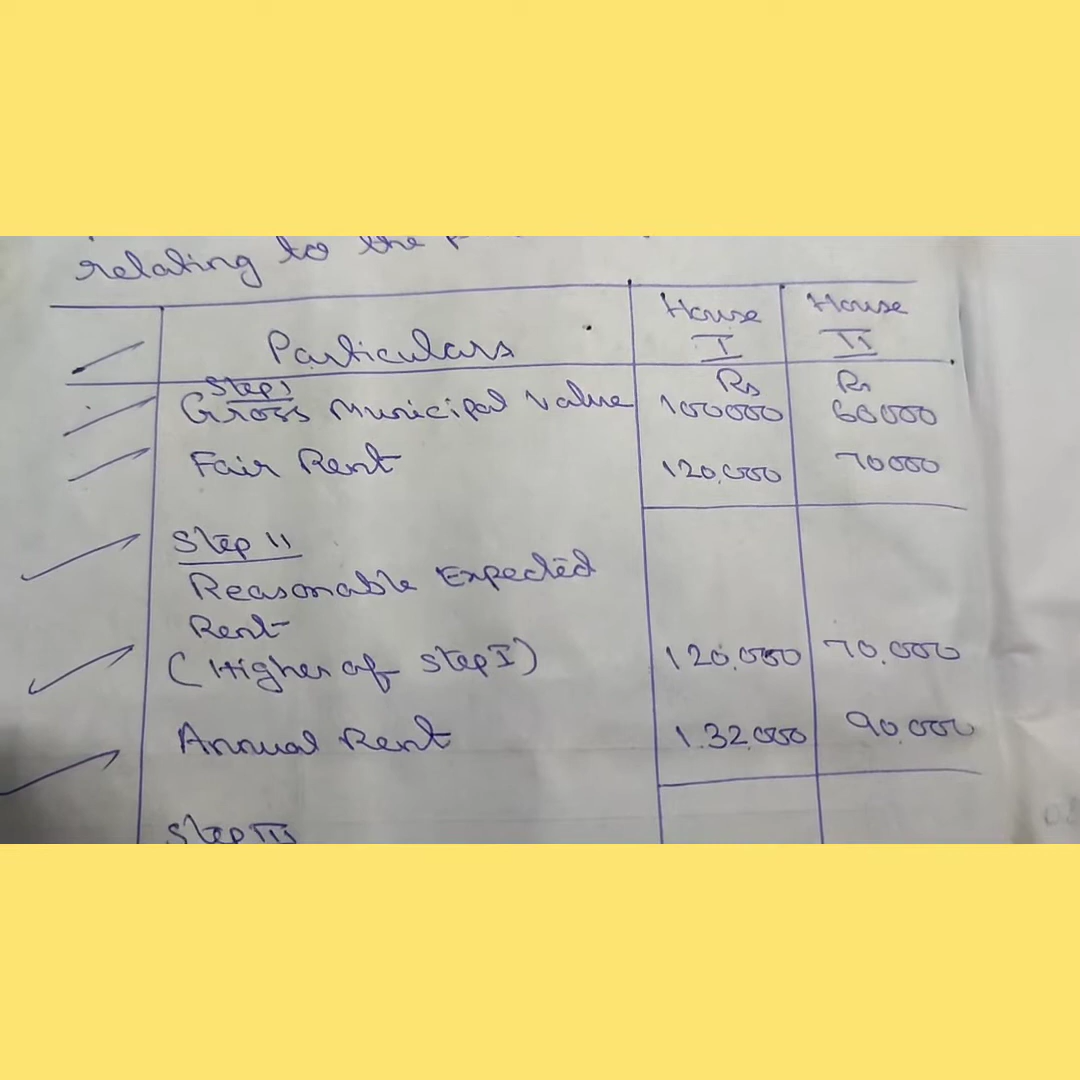 relating to the
Particulars House I House II
Step I Rs Rs
Gross Municipal Value 100000 60000
Fair Rent 120,000 70000
Step II
Reasonable Expected
Rent
(Higher of Step I) 120,000 70,000
Annual Rent 1.32,000 90,000
Step III